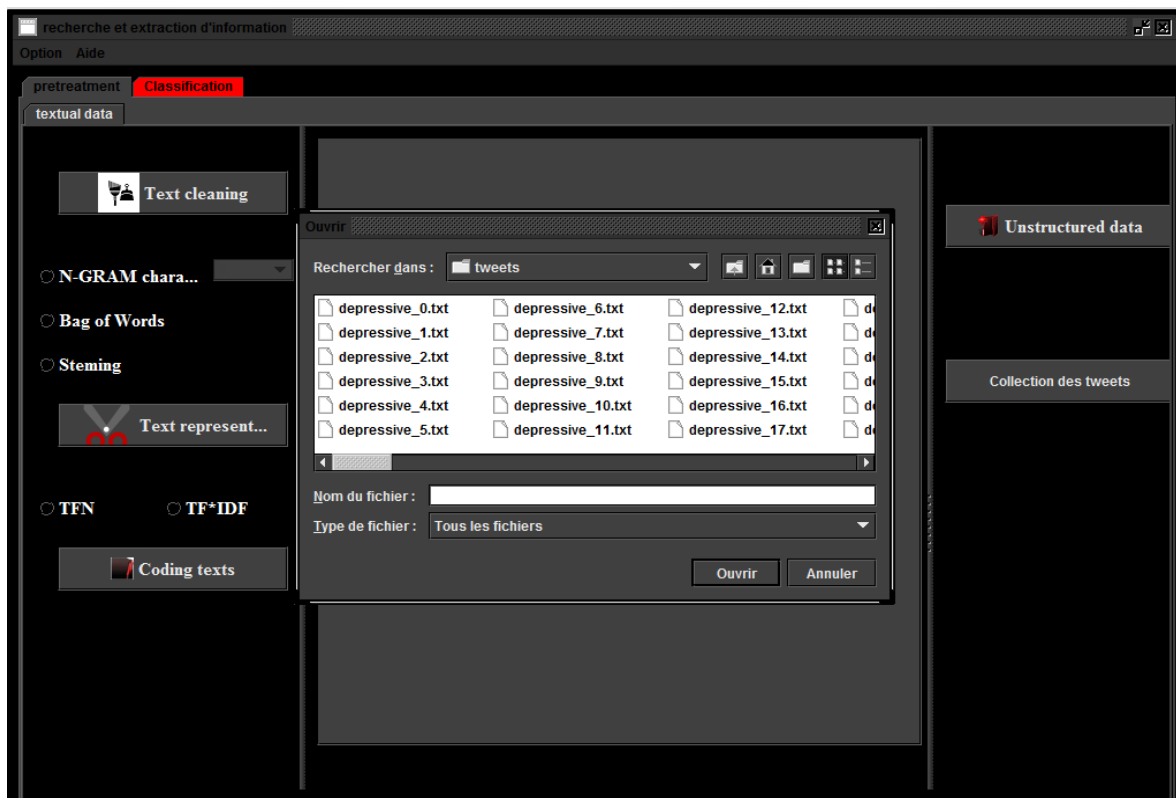 recherche et extraction d'information
Option Aide
pretreatment Classification
textual data
Text cleaning
N-GRAM chara...
Bag of Words
Steming
Text represent...
TFN TF*IDF
Coding texts
Ouvrir
Rechercher dans : tweets
depressive_0.txt depressive_6.txt depressive_12.txt d
depressive_1.txt depressive_7.txt depressive_13.txt d
depressive_2.txt depressive_8.txt depressive_14.txt d
depressive_3.txt depressive_9.txt depressive_15.txt d
depressive_4.txt depressive_10.txt depressive_16.txt d
depressive_5.txt depressive_11.txt depressive_17.txt d
Nom du fichier :
Type de fichier : Tous les fichiers
Ouvrir Annuler
Unstructured data
Collection des tweets